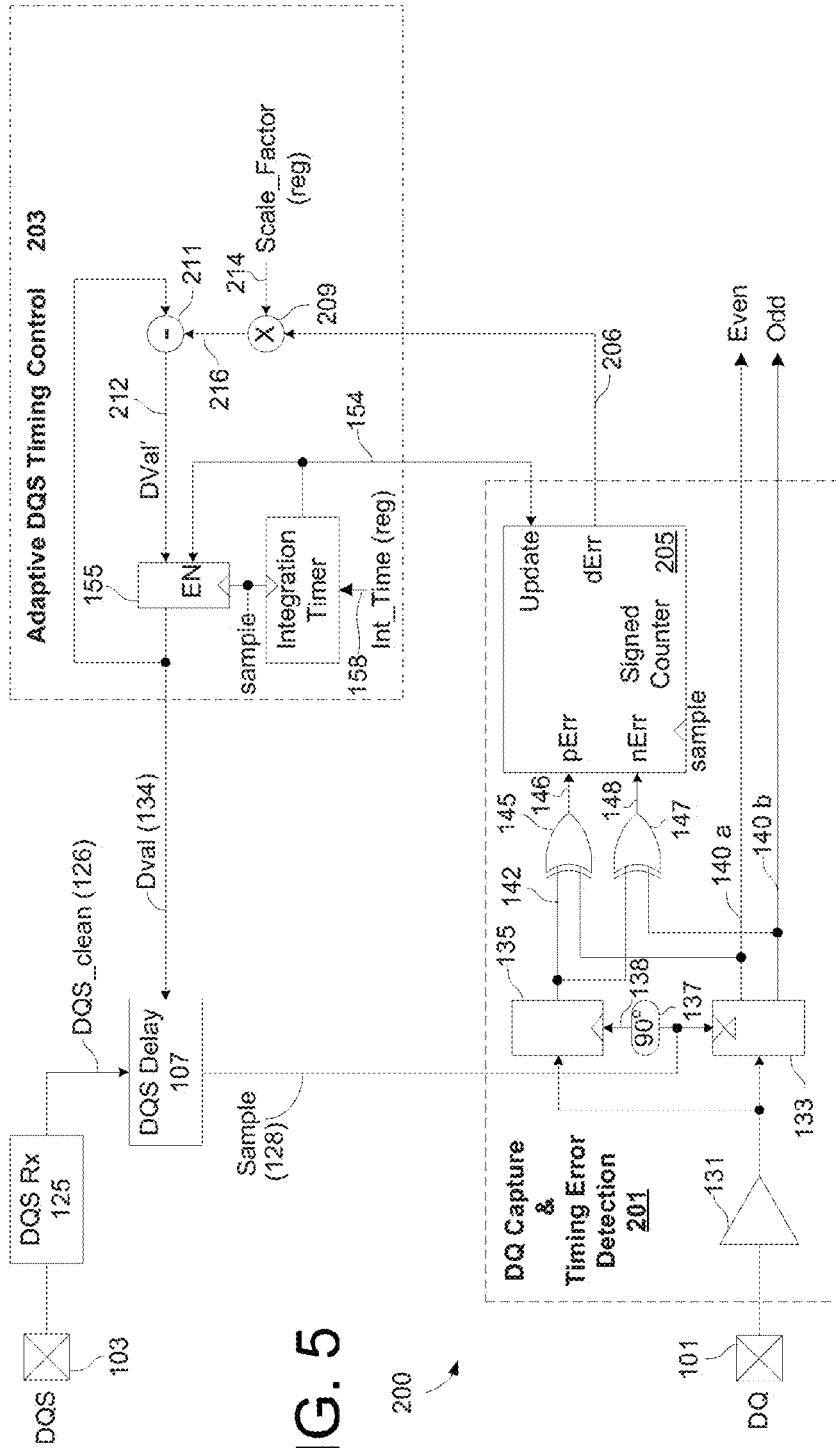 DQS
103
DQS Rx
125
DQS_clean (126)
DQS Delay
107
Dval (134)
Sample
(128)
Adaptive DQS Timing Control 203
155
EN
DVal'
212
211
-
216
214
Scale_Factor
(reg)
X
209
sample
Integration
Timer
158
Int_Time (reg)
154
206
IG. 5
200
DQ Capture
&
Timing Error
Detection
201
DQ
101
131
133
135
90°
137
138
142
145
146
147
148
140 a
140 b
pErr
nErr
Update
dErr
Signed
Counter
205
sample
Even
Odd